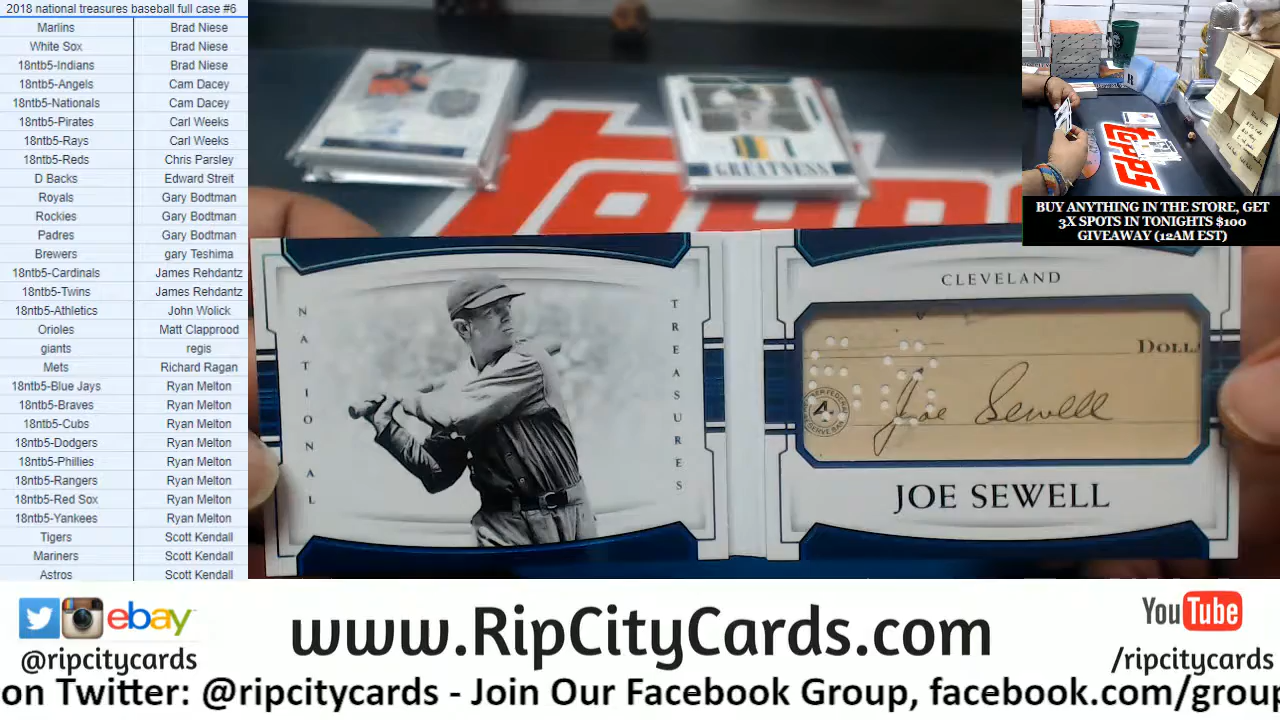 2018 national treasures baseball full case #6
Marlins Brad Niese
White Sox Brad Niese
18ntb5-Indians Brad Niese
18ntb5-Angels Cam Dacey
18ntb5-Nationals Cam Dacey
18ntb5-Pirates Carl Weeks
18ntb5-Rays Carl Weeks
18ntb5-Reds Chris Parsley
D Backs Edward Streit
Royals Gary Bodtman
Rockies Gary Bodtman
Padres Gary Bodtman
Brewers gary Teshima
18ntb5-Cardinals James Rehdantz
18ntb5-Twins James Rehdantz
18ntb5-Athletics John Wolick
Orioles Matt Clapprood
giants regis
Mets Richard Ragan
18ntb5-Blue Jays Ryan Melton
18ntb5-Braves Ryan Melton
18ntb5-Cubs Ryan Melton
18ntb5-Dodgers Ryan Melton
18ntb5-Phillies Ryan Melton
18ntb5-Rangers Ryan Melton
18ntb5-Red Sox Ryan Melton
18ntb5-Yankees Ryan Melton
Tigers Scott Kendall
Mariners Scott Kendall
Astros Scott Kendall
GREATNESS
topps
NATIONAL
TREASURES
CLEVELAND
DOLL
Joe Sewell
JOE SEWELL
topps
BUY ANYTHING IN THE STORE, GET
3X SPOTS IN TONIGHTS $100
GIVEAWAY (12AM EST)
ebay
@ripcitycards
www.RipCityCards.com
YouTube
/ripcitycards
on Twitter: @ripcitycards - Join Our Facebook Group, facebook.com/group